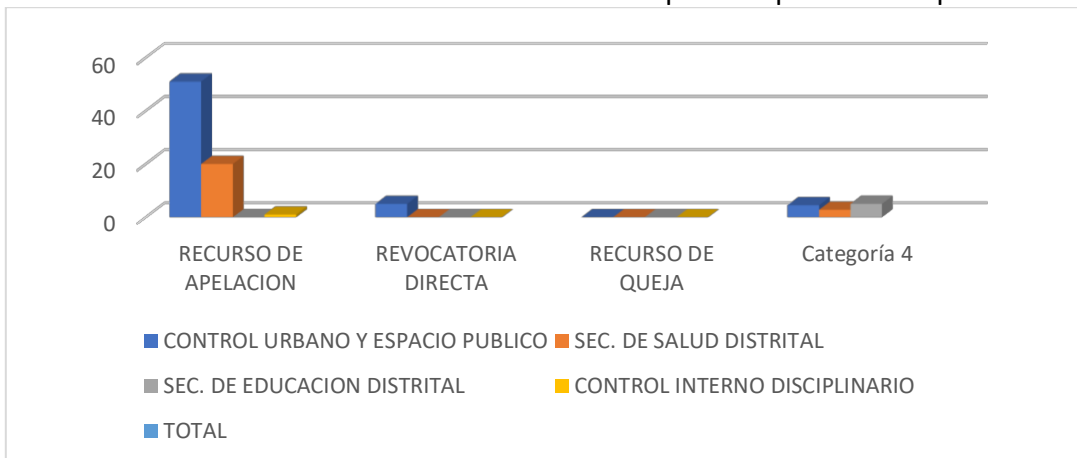 60
40
20
0
RECURSO DE APELACION
REVOCATORIA DIRECTA
RECURSO DE QUEJA
Categoría 4
CONTROL URBANO Y ESPACIO PUBLICO
SEC. DE SALUD DISTRITAL
SEC. DE EDUCACION DISTRITAL
CONTROL INTERNO DISCIPLINARIO
TOTAL